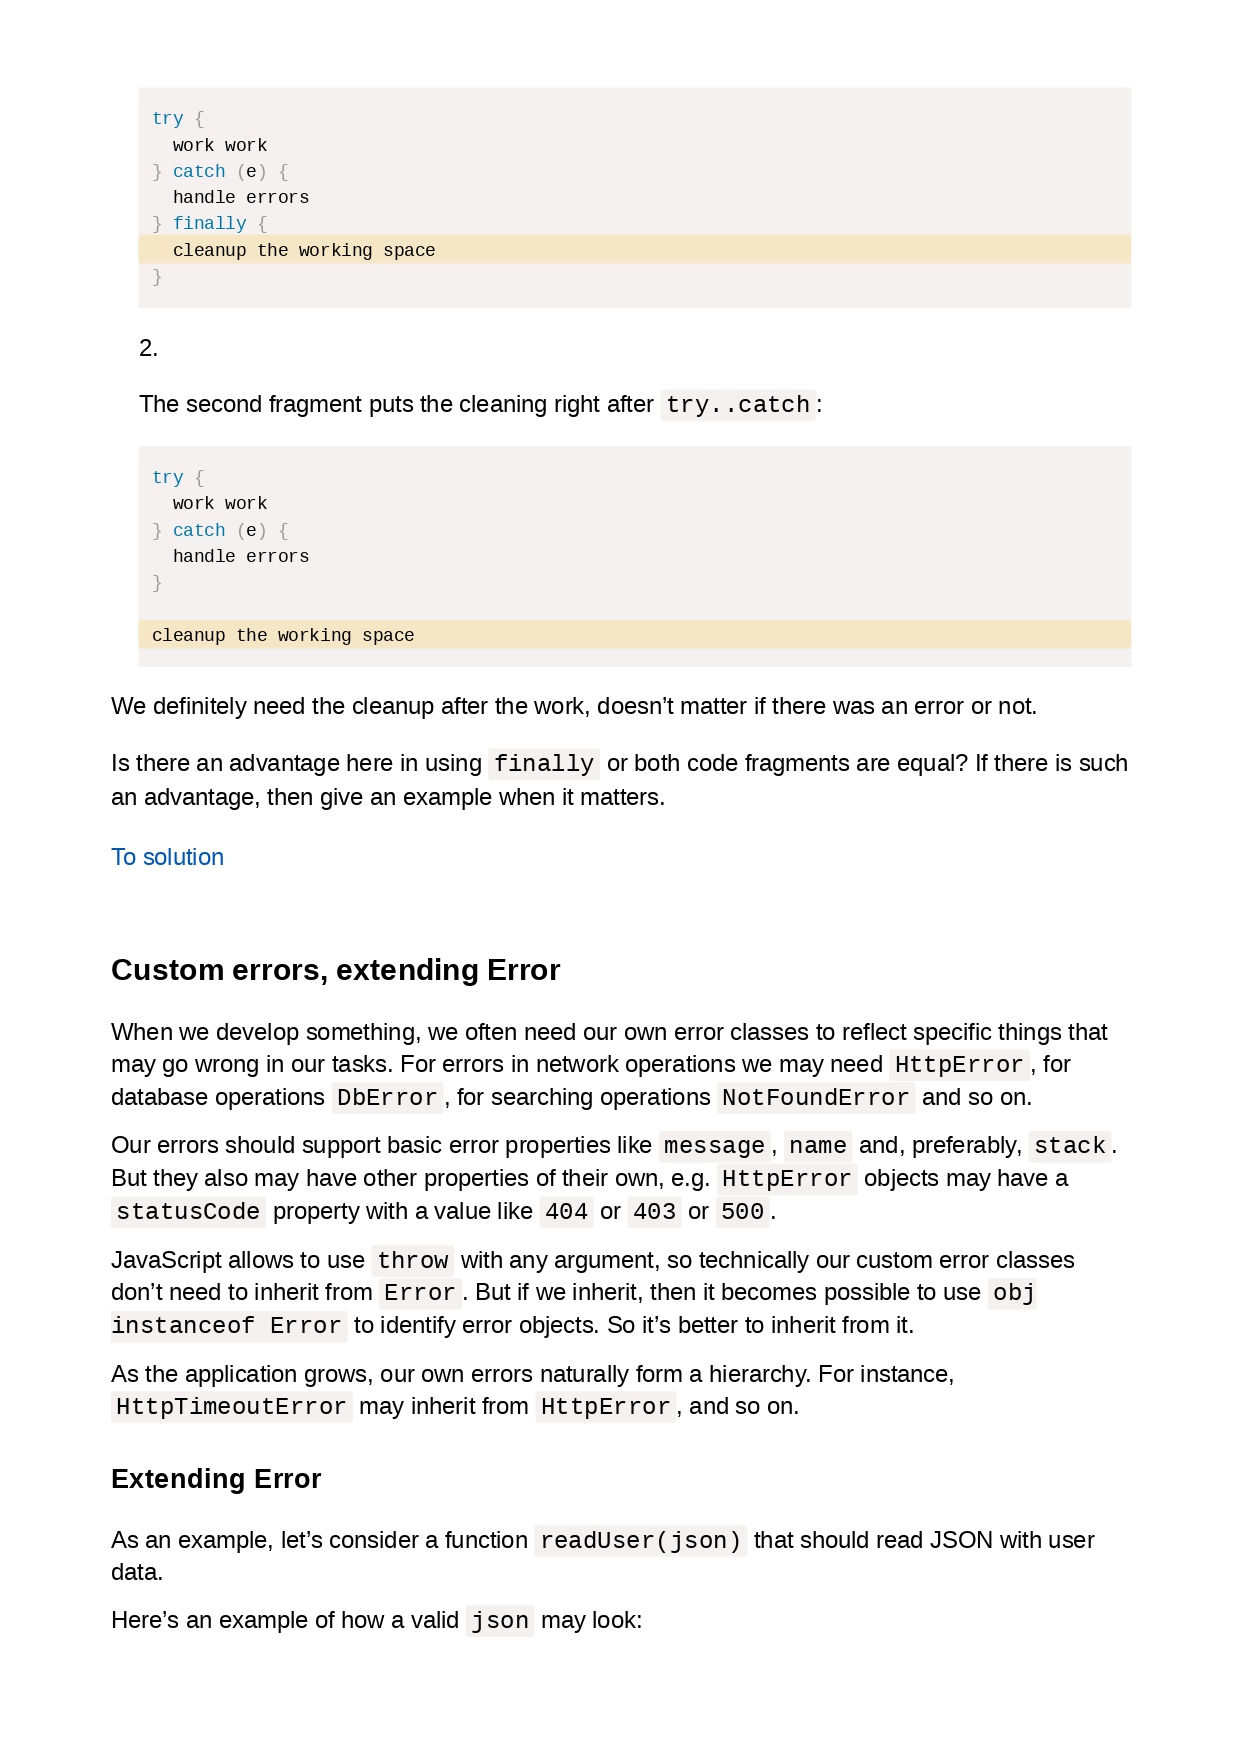 try {
  work work
} catch (e) {
  handle errors
} finally {
  cleanup the working space
}
2.
The second fragment puts the cleaning right after try..catch:
try {
  work work
} catch (e) {
  handle errors
}
cleanup the working space
We definitely need the cleanup after the work, doesn’t matter if there was an error or not.
Is there an advantage here in using finally or both code fragments are equal? If there is such
an advantage, then give an example when it matters.
To solution
Custom errors, extending Error
When we develop something, we often need our own error classes to reflect specific things that
may go wrong in our tasks. For errors in network operations we may need HttpError, for
database operations DbError, for searching operations NotFoundError and so on.
Our errors should support basic error properties like message, name and, preferably, stack.
But they also may have other properties of their own, e.g. HttpError objects may have a
statusCode property with a value like 404 or 403 or 500.
JavaScript allows to use throw with any argument, so technically our custom error classes
don’t need to inherit from Error. But if we inherit, then it becomes possible to use obj
instanceof Error to identify error objects. So it’s better to inherit from it.
As the application grows, our own errors naturally form a hierarchy. For instance,
HttpTimeoutError may inherit from HttpError, and so on.
Extending Error
As an example, let’s consider a function readUser(json) that should read JSON with user
data.
Here’s an example of how a valid json may look: